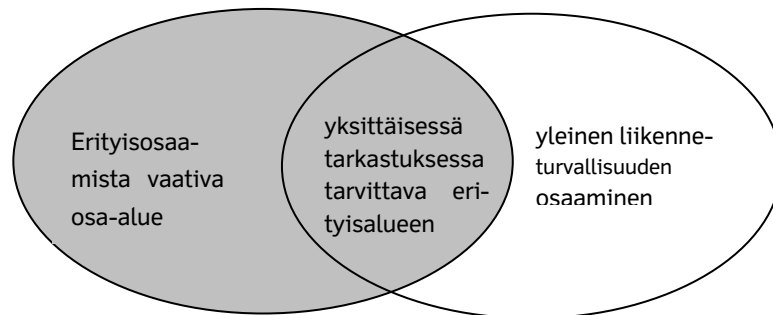 Erityisosaa-
mista vaativa
osa-alue
yksittäisessä
tarkastuksessa
tarvittava eri-
tyisalueen
yleinen liikenne-
turvallisuuden
osaaminen